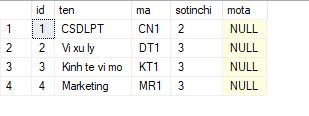 id ten ma sotinchi mota
1 1 CSDLPT CN1 2 NULL
2 2 Vi xu ly DT1 3 NULL
3 3 Kinh te vi mo KT1 3 NULL
4 4 Marketing MR1 3 NULL